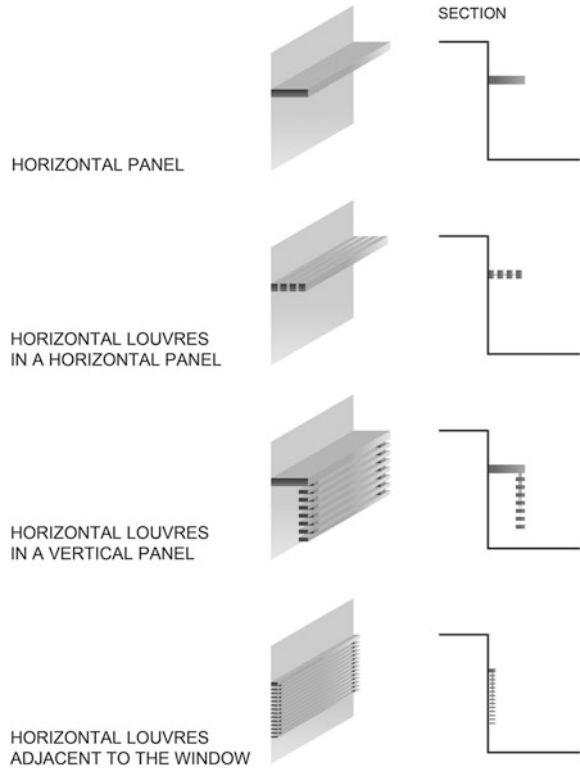 SECTION
HORIZONTAL PANEL
HORIZONTAL LOUVRES
IN A HORIZONTAL PANEL
HORIZONTAL LOUVRES
IN A VERTICAL PANEL
HORIZONTAL LOUVRES
ADJACENT TO THE WINDOW